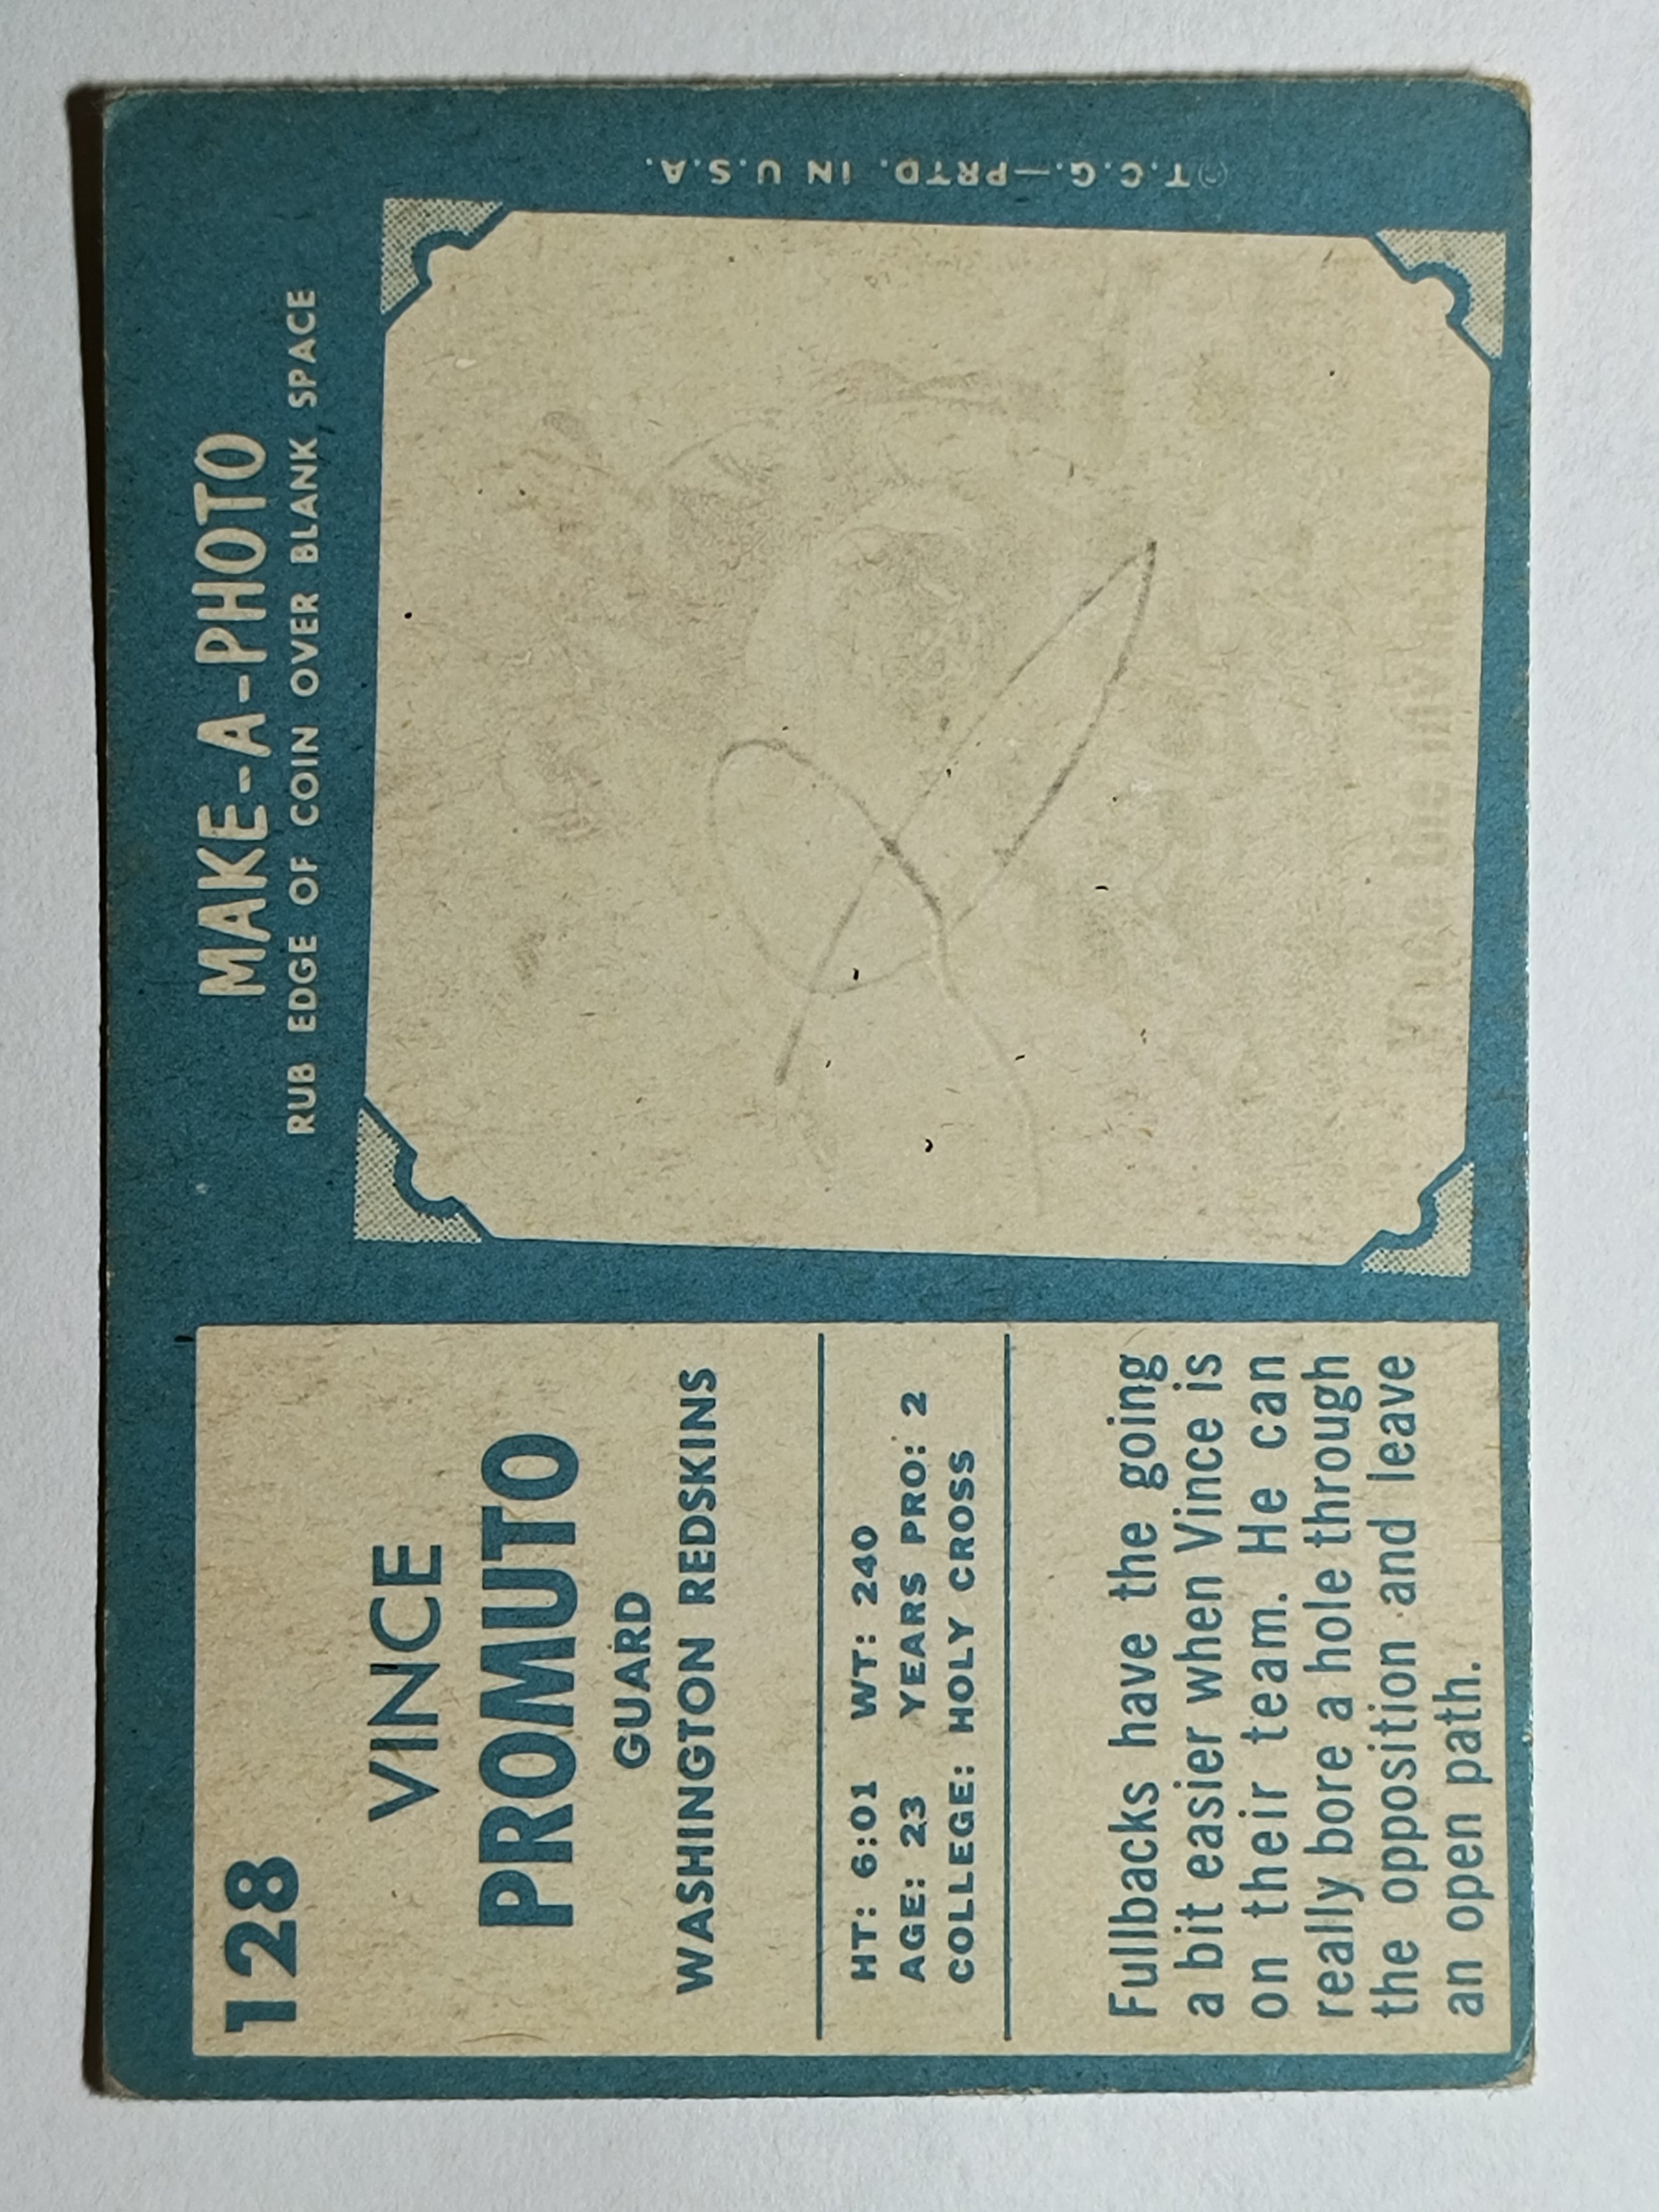 128
VINCE
PROMUTO
GUARD
WASHINGTON REDSKINS
HT: 6:01 WT: 240
AGE: 23 YEARS PRO: 2
COLLEGE: HOLY CROSS
Fullbacks have the going
a bit easier when Vince is
on their team. He can
really bore a hole through
the opposition and leave
an open path.
MAKE-A-PHOTO
RUB EDGE OF COIN OVER BLANK SPACE
© T.C.G.—PRTD. IN U.S.A.